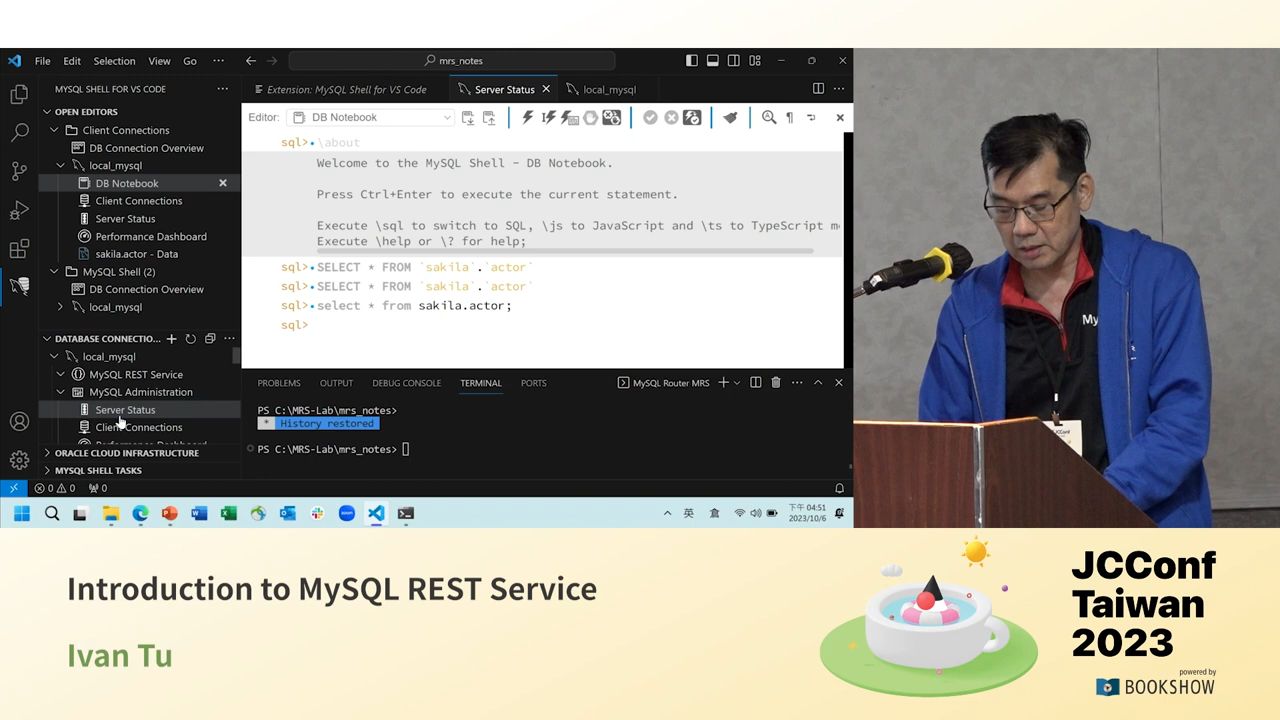 File Edit Selection View Go ··· mrs_notes
MYSQL SHELL FOR VS CODE ···
OPEN EDITORS
Client Connections
DB Connection Overview
local_mysql
DB Notebook
Client Connections
Server Status
Performance Dashboard
sakila.actor - Data
MySQL Shell (2)
DB Connection Overview
local_mysql
DATABASE CONNECTIO...
local_mysql
MySQL REST Service
MySQL Administration
Server Status
Client Connections
ORACLE CLOUD INFRASTRUCTURE
MYSQL SHELL TASKS
Extension: MySQL Shell for VS Code Server Status local_mysql
Editor: DB Notebook
sql> \about
Welcome to the MySQL Shell - DB Notebook.
Press Ctrl+Enter to execute the current statement.
Execute \sql to switch to SQL, \js to JavaScript and \ts to TypeScript m
Execute \help or \? for help;
sql> SELECT * FROM `sakila`.`actor`
sql> SELECT * FROM `sakila`.`actor`
sql> select * from sakila.actor;
sql>
PROBLEMS OUTPUT DEBUG CONSOLE TERMINAL PORTS MySQL Router MRS
PS C:\MRS-Lab\mrs_notes>
* History restored
PS C:\MRS-Lab\mrs_notes>
0 0 0
英 下午 04:51
2023/10/6
zoom
My
JCConf
Introduction to MySQL REST Service
Ivan Tu
JCConf
Taiwan
2023
powered by
BOOKSHOW